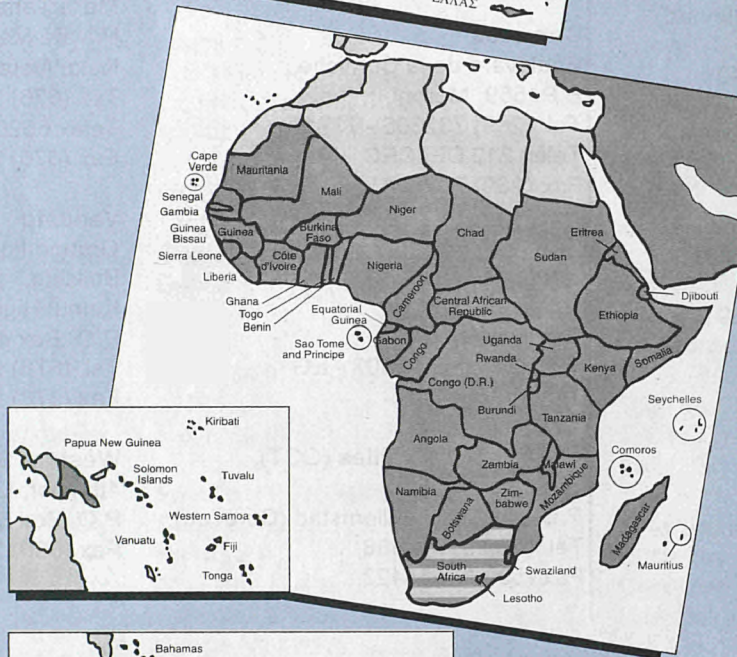 ΕΛΛΑΣ
Cape
Verde
Senegal
Gambia
Guinea
Bissau
Sierra Leone
Liberia
Ghana
Togo
Benin
Mauritania
Mali
Niger
Chad
Sudan
Eritrea
Djibouti
Guinea
Burkina
Faso
Côte
d'Ivoire
Nigeria
Cameroon
Central African
Republic
Ethiopia
Somalia
Equatorial
Guinea
Sao Tome
and Principe
Gabon
Congo
Uganda
Rwanda
Kenya
Congo (D.R.)
Burundi
Tanzania
Seychelles
Comoros
Angola
Zambia
Malawi
Mozambique
Namibia
Botswana
Zim-
babwe
Madagascar
Mauritius
South
Africa
Swaziland
Lesotho
Kiribati
Papua New Guinea
Solomon
Islands
Tuvalu
Western Samoa
Vanuatu
Fiji
Tonga
Bahamas